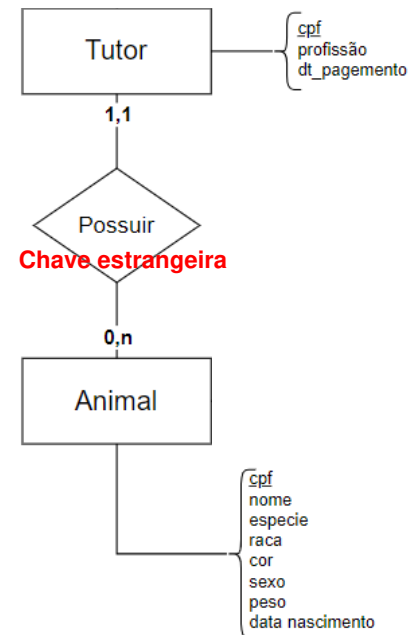 Tutor
cpf
profissão
dt_pagemento
1,1
Possuir
Chave estrangeira
0,n
Animal
cpf
nome
especie
raca
cor
sexo
peso
data nascimento